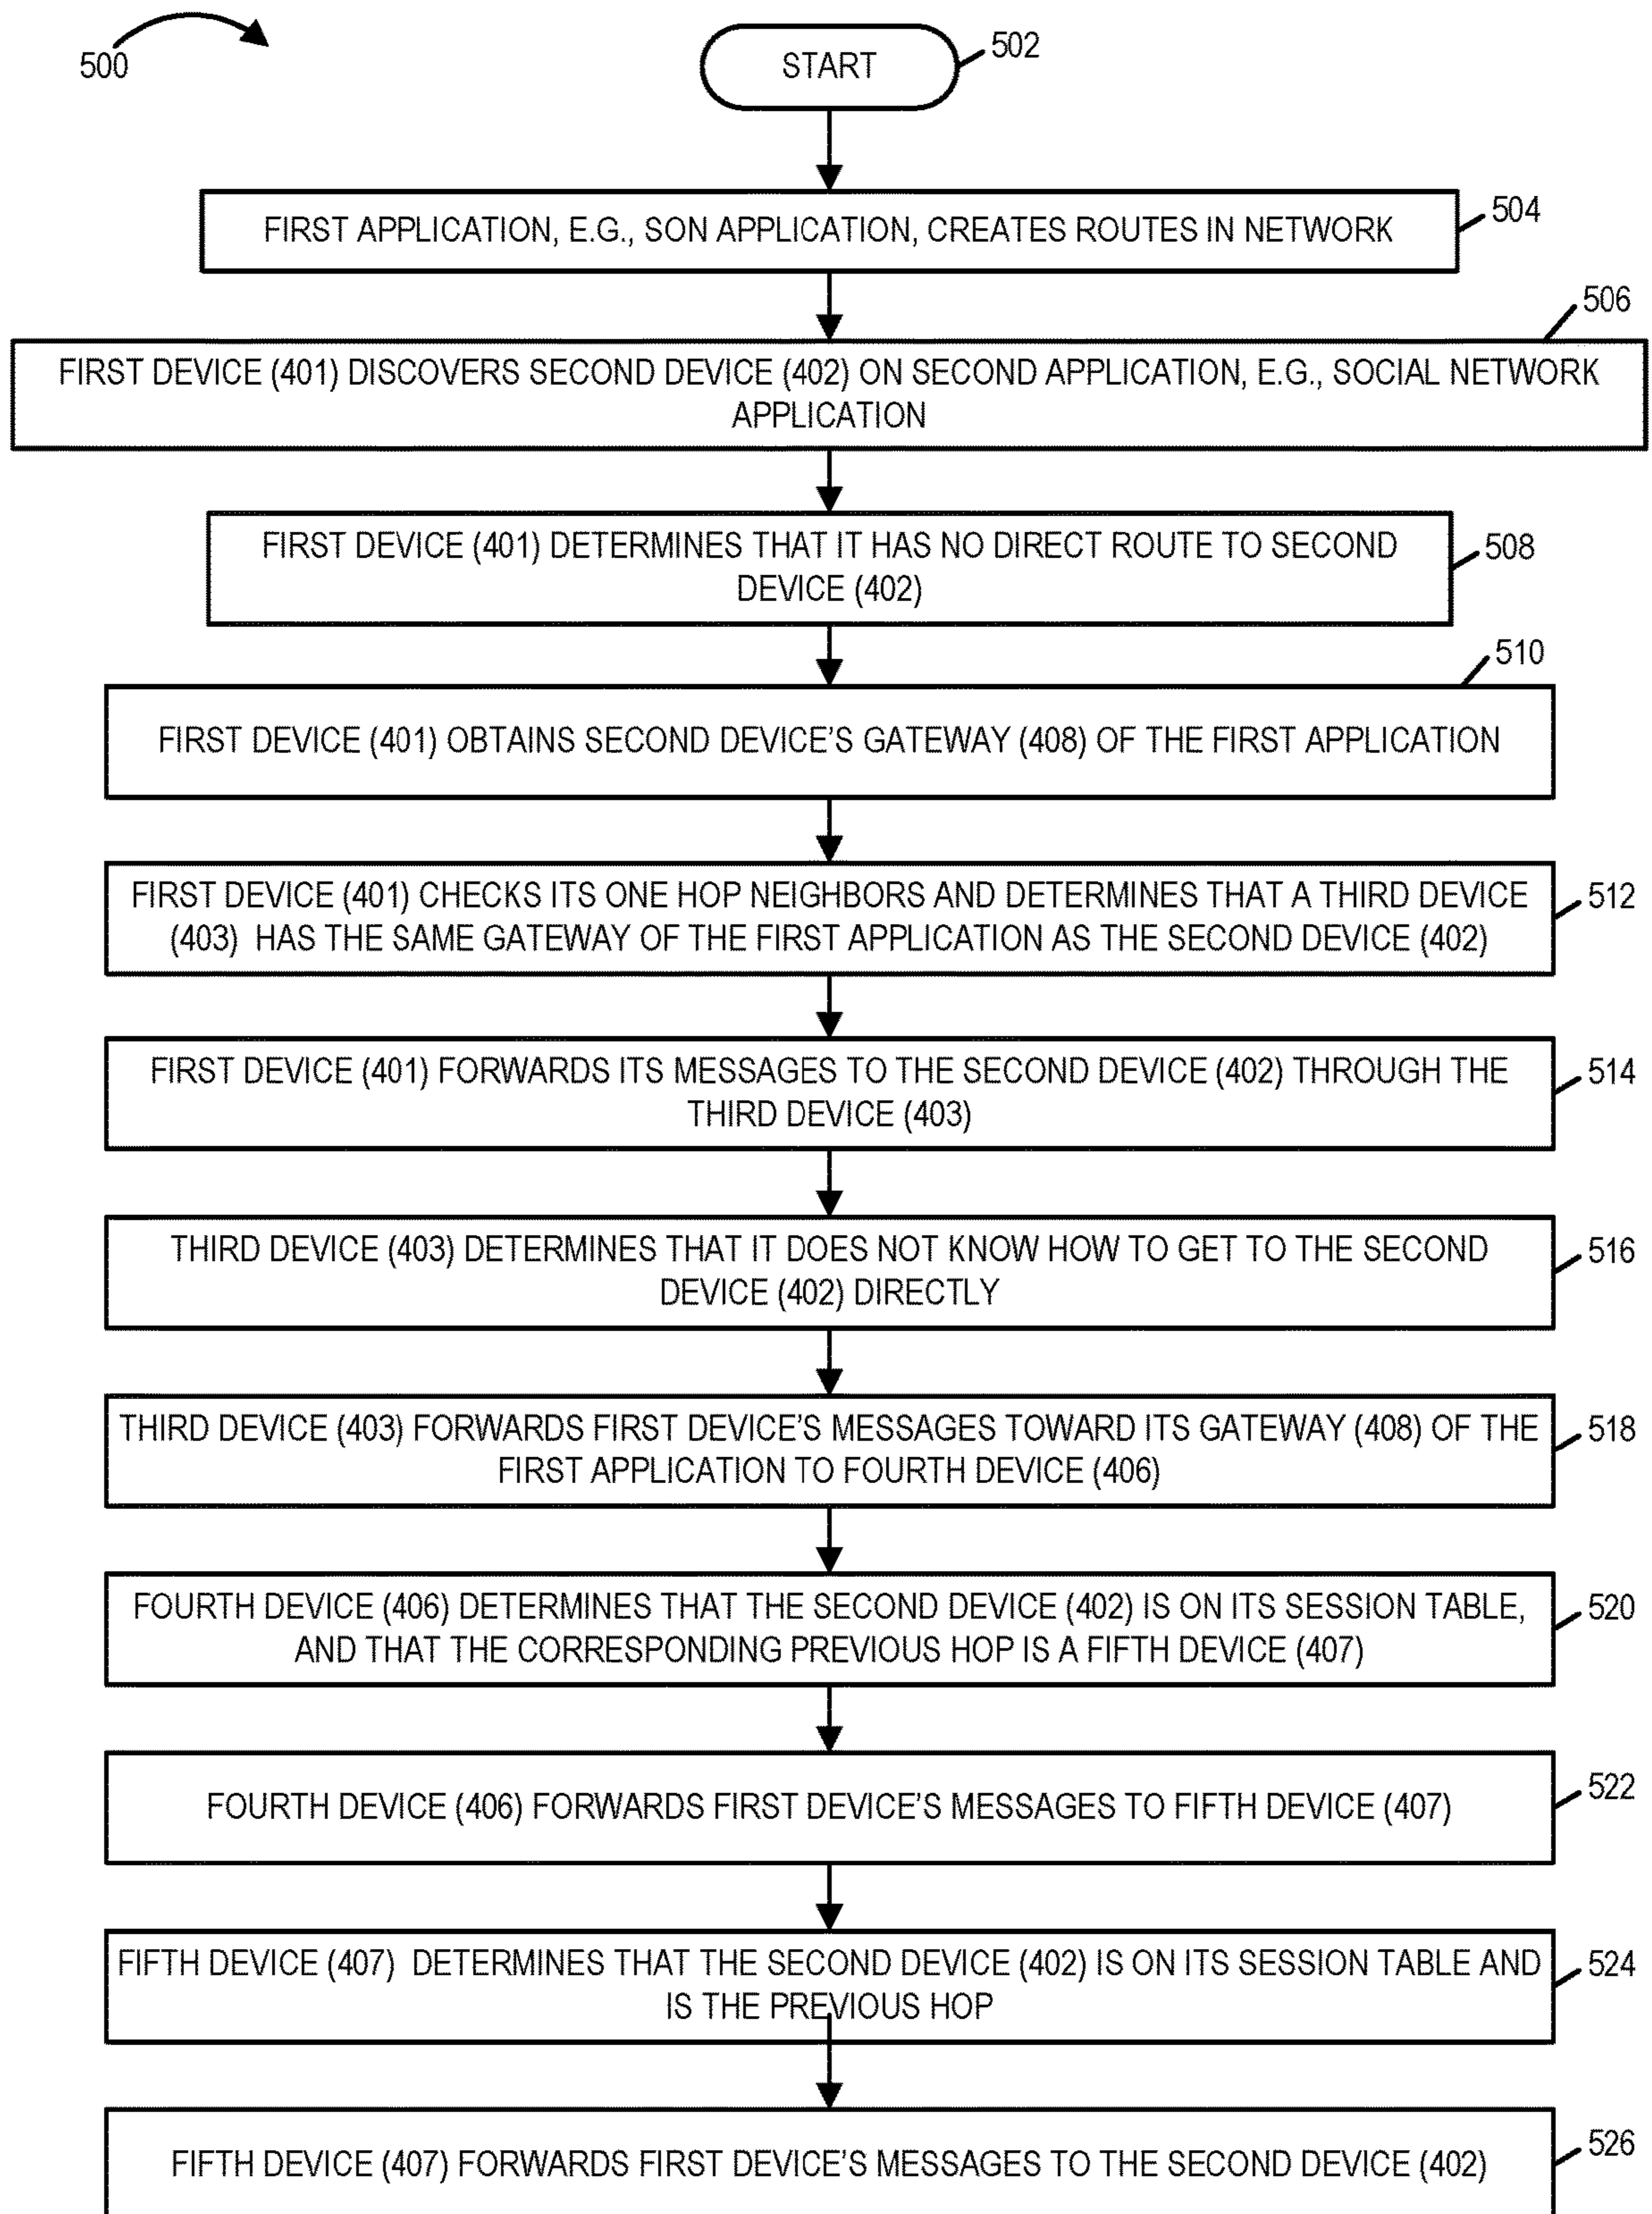 500
START
502
FIRST APPLICATION, E.G., SON APPLICATION, CREATES ROUTES IN NETWORK
504
506
FIRST DEVICE (401) DISCOVERS SECOND DEVICE (402) ON SECOND APPLICATION, E.G., SOCIAL NETWORK
APPLICATION
FIRST DEVICE (401) DETERMINES THAT IT HAS NO DIRECT ROUTE TO SECOND
DEVICE (402)
508
510
FIRST DEVICE (401) OBTAINS SECOND DEVICE'S GATEWAY (408) OF THE FIRST APPLICATION
FIRST DEVICE (401) CHECKS ITS ONE HOP NEIGHBORS AND DETERMINES THAT A THIRD DEVICE
(403) HAS THE SAME GATEWAY OF THE FIRST APPLICATION AS THE SECOND DEVICE (402)
512
FIRST DEVICE (401) FORWARDS ITS MESSAGES TO THE SECOND DEVICE (402) THROUGH THE
THIRD DEVICE (403)
514
THIRD DEVICE (403) DETERMINES THAT IT DOES NOT KNOW HOW TO GET TO THE SECOND
DEVICE (402) DIRECTLY
516
THIRD DEVICE (403) FORWARDS FIRST DEVICE'S MESSAGES TOWARD ITS GATEWAY (408) OF THE
FIRST APPLICATION TO FOURTH DEVICE (406)
518
FOURTH DEVICE (406) DETERMINES THAT THE SECOND DEVICE (402) IS ON ITS SESSION TABLE,
AND THAT THE CORRESPONDING PREVIOUS HOP IS A FIFTH DEVICE (407)
520
FOURTH DEVICE (406) FORWARDS FIRST DEVICE'S MESSAGES TO FIFTH DEVICE (407)
522
FIFTH DEVICE (407) DETERMINES THAT THE SECOND DEVICE (402) IS ON ITS SESSION TABLE AND
IS THE PREVIOUS HOP
524
FIFTH DEVICE (407) FORWARDS FIRST DEVICE'S MESSAGES TO THE SECOND DEVICE (402)
526